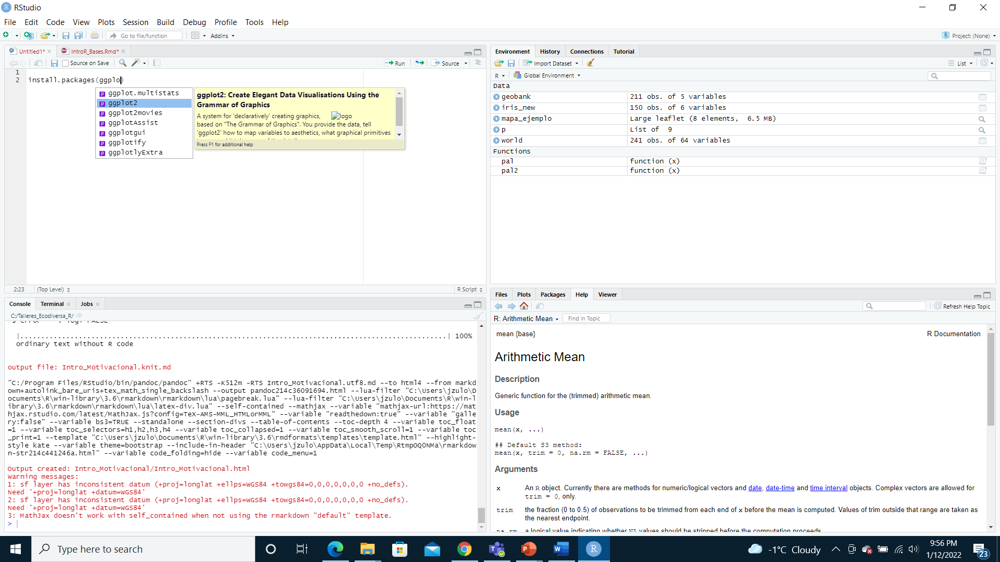 RStudio
File Edit Code View Plots Session Build Debug Profile Tools Help
Go to file/function Addins Project: (None)
Untitled1* IntroR_Bases.Rmd*
Source on Save Run Source
1
2 install.packages(ggplo)
ggplot.multistats
ggplot2
ggplot2movies
ggplotAssist
ggplotgui
ggplotify
ggplotlyExtra
ggplot2: Create Elegant Data Visualisations Using the
Grammar of Graphics
A system for 'declaratively' creating graphics, logo
based on "The Grammar of Graphics". You provide the data, tell
'ggplot2' how to map variables to aesthetics, what graphical primitives
Press F1 for additional help
2:23 (Top Level) R Script
Environment History Connections Tutorial
Import Dataset List
R Global Environment
Data
geobank 211 obs. of 5 variables
iris_new 150 obs. of 6 variables
mapa_ejemplo Large leaflet (8 elements, 6.5 MB)
p List of 9
world 241 obs. of 64 variables
Functions
pal function (x)
pal2 function (x)
Console Terminal Jobs
C:/Talleres_Ecodiversa_R/
$ error : logi FALSE
|.......................................................................................................| 100%
ordinary text without R code
output file: Intro_Motivacional.knit.md
"C:/Program Files/RStudio/bin/pandoc/pandoc" +RTS -K512m -RTS Intro_Motivacional.utf8.md --to html4 --from markd
own+autolink_bare_uris+tex_math_single_backslash --output pandoc214c36091694.html --lua-filter "C:\Users\jzulo\D
ocuments\R\win-library\3.6\rmarkdown\rmarkdown\lua\pagebreak.lua" --lua-filter "C:\Users\jzulo\Documents\R\win-l
ibrary\3.6\rmarkdown\rmarkdown\lua\latex-div.lua" --self-contained --mathjax --variable "mathjax-url:https://mat
hjax.rstudio.com/latest/MathJax.js?config=TeX-AMS-MML_HTMLorMML" --variable "readthedown:true" --variable "galle
ry:false" --variable bs3=TRUE --standalone --section-divs --table-of-contents --toc-depth 4 --variable toc_float
=1 --variable toc_selectors=h1,h2,h3,h4 --variable toc_collapsed=1 --variable toc_smooth_scroll=1 --variable toc
_print=1 --template "C:\Users\jzulo\Documents\R\win-library\3.6\rmdformats\templates\template.html" --highlight-
style kate --variable theme=bootstrap --include-in-header "C:\Users\jzulo\AppData\Local\Temp\RtmpOQ0NMa\rmarkdow
n-str214c441246a.html" --variable code_folding=hide --variable code_menu=1
Output created: Intro_Motivacional/Intro_Motivacional.html
Warning messages:
1: sf layer has inconsistent datum (+proj=longlat +ellps=WGS84 +towgs84=0,0,0,0,0,0,0 +no_defs).
Need '+proj=longlat +datum=WGS84'
2: sf layer has inconsistent datum (+proj=longlat +ellps=WGS84 +towgs84=0,0,0,0,0,0,0 +no_defs).
Need '+proj=longlat +datum=WGS84'
3: MathJax doesn't work with self_contained when not using the rmarkdown "default" template.
>
Files Plots Packages Help Viewer
Refresh Help Topic
R: Arithmetic Mean Find in Topic
mean {base} R Documentation
Arithmetic Mean
Description
Generic function for the (trimmed) arithmetic mean.
Usage
mean(x, ...)
## Default S3 method:
mean(x, trim = 0, na.rm = FALSE, ...)
Arguments
x An R object. Currently there are methods for numeric/logical vectors and date, date-time and time interval objects. Complex vectors are allowed for
trim = 0, only.
trim the fraction (0 to 0.5) of observations to be trimmed from each end of x before the mean is computed. Values of trim outside that range are taken as
the nearest endpoint.
na.rm a logical value indicating whether NA values should be stripped before the computation proceeds.
Type here to search
-1°C Cloudy
9:56 PM
1/12/2022
23